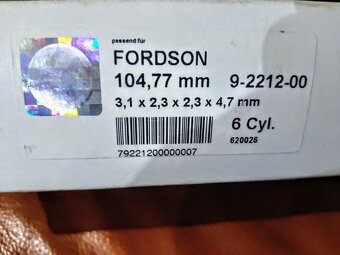 passend für
FORDSON
104,77 mm 9-2212-00
3,1 x 2,3 x 2,3 x 4,7 mm
6 Cyl.
620026
79221200000007